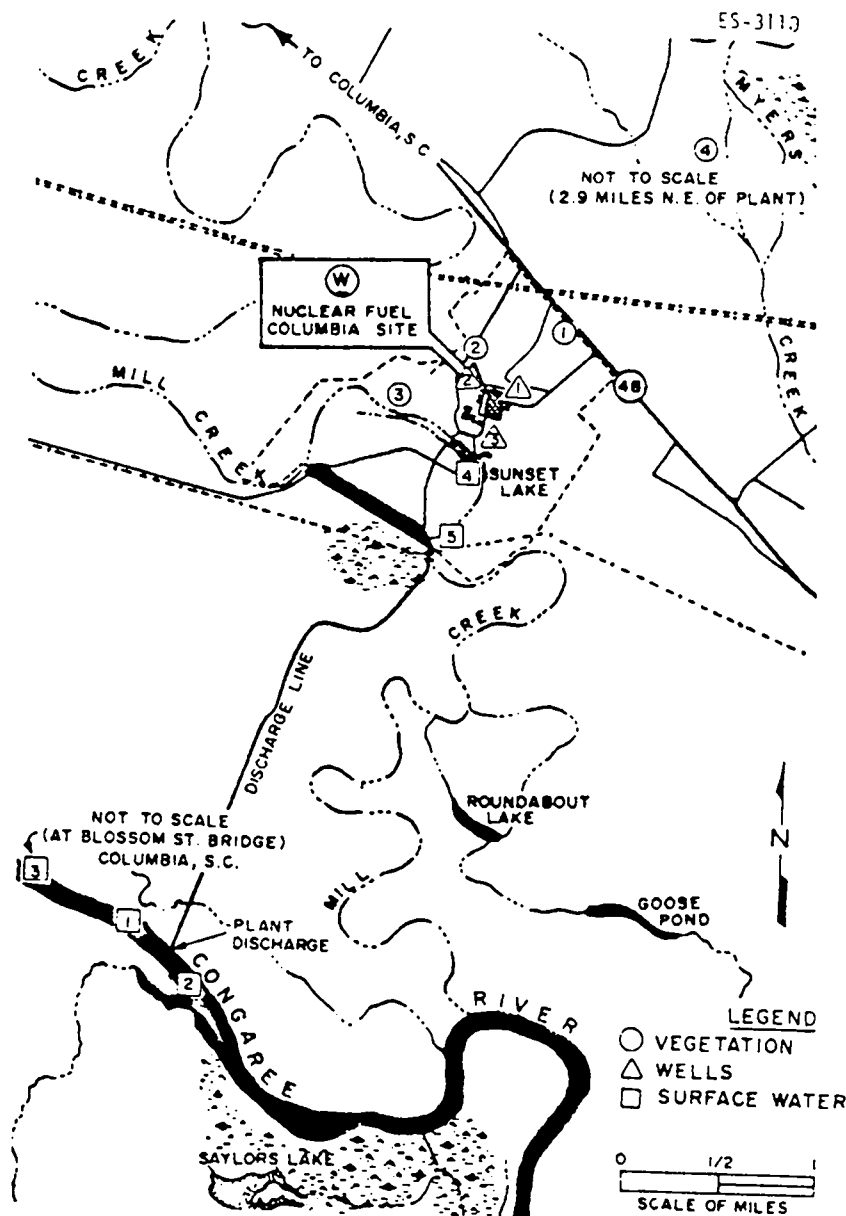 ES-3110
CREEK
TO COLUMBIA, S.C.
MYERS
4
NOT TO SCALE
(2.9 MILES N.E. OF PLANT)
W
NUCLEAR FUEL
COLUMBIA SITE
CREEK
2
1
MILL
CREEK
3
2
1
48
3
4
SUNSET
LAKE
5
CREEK
DISCHARGE LINE
NOT TO SCALE
(AT BLOSSOM ST. BRIDGE)
COLUMBIA, S.C.
ROUNDABOUT
LAKE
N
3
MILL
GOOSE
POND
1
PLANT
DISCHARGE
2
CONGAREE
RIVER
LEGEND
VEGETATION
WELLS
SURFACE WATER
SAYLORS LAKE
0 1/2 1
SCALE OF MILES